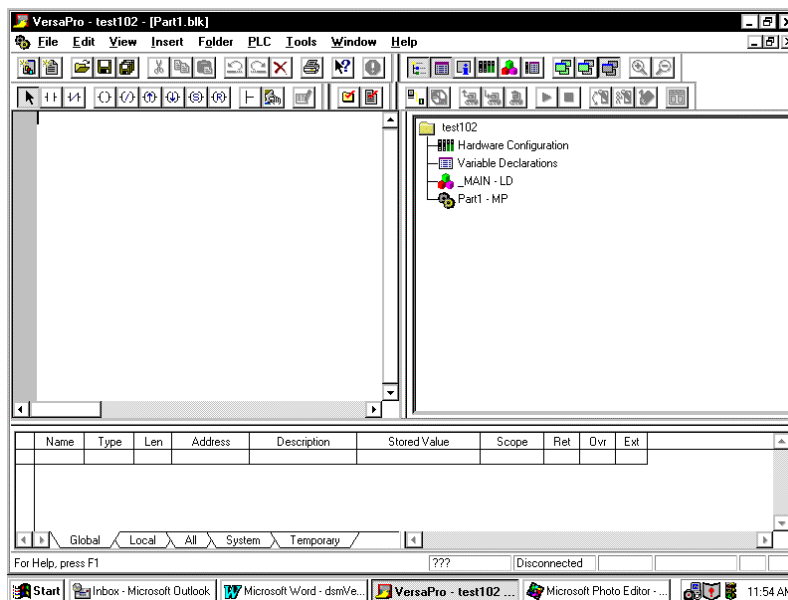 VersaPro - test102 - [Part1.blk]
File Edit View Insert Folder PLC Tools Window Help
test102
Hardware Configuration
Variable Declarations
_MAIN - LD
Part1 - MP
Name Type Len Address Description Stored Value Scope Ret Ovr Ext
Global Local All System Temporary
For Help, press F1 ??? Disconnected
Start Inbox - Microsoft Outlook Microsoft Word - dsmVe... VersaPro - test102 ... Microsoft Photo Editor - ... 11:54 AM